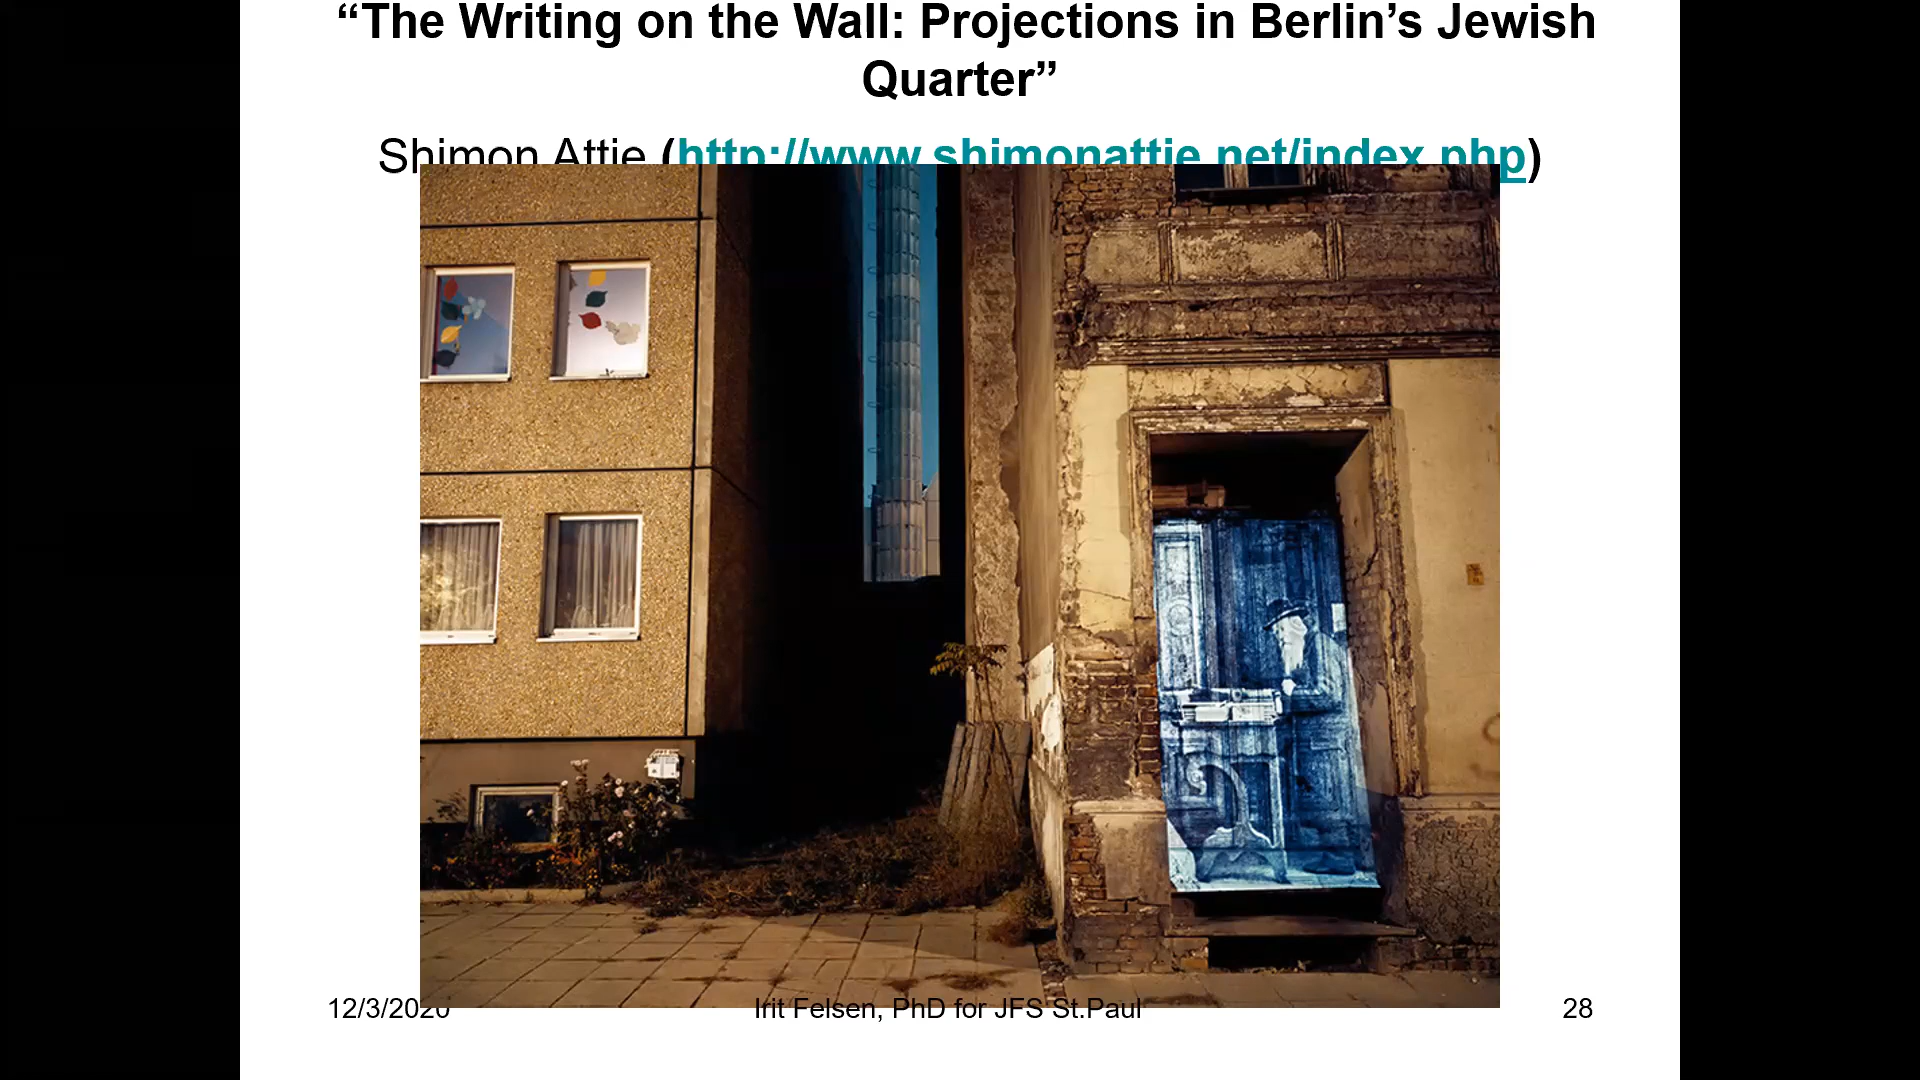 “The Writing on the Wall: Projections in Berlin’s Jewish
Quarter”
Shimon Attie (http://www.shimonattie.net/index.php)
12/3/2020
Irit Felsen, PhD for JFS St.Paul
28